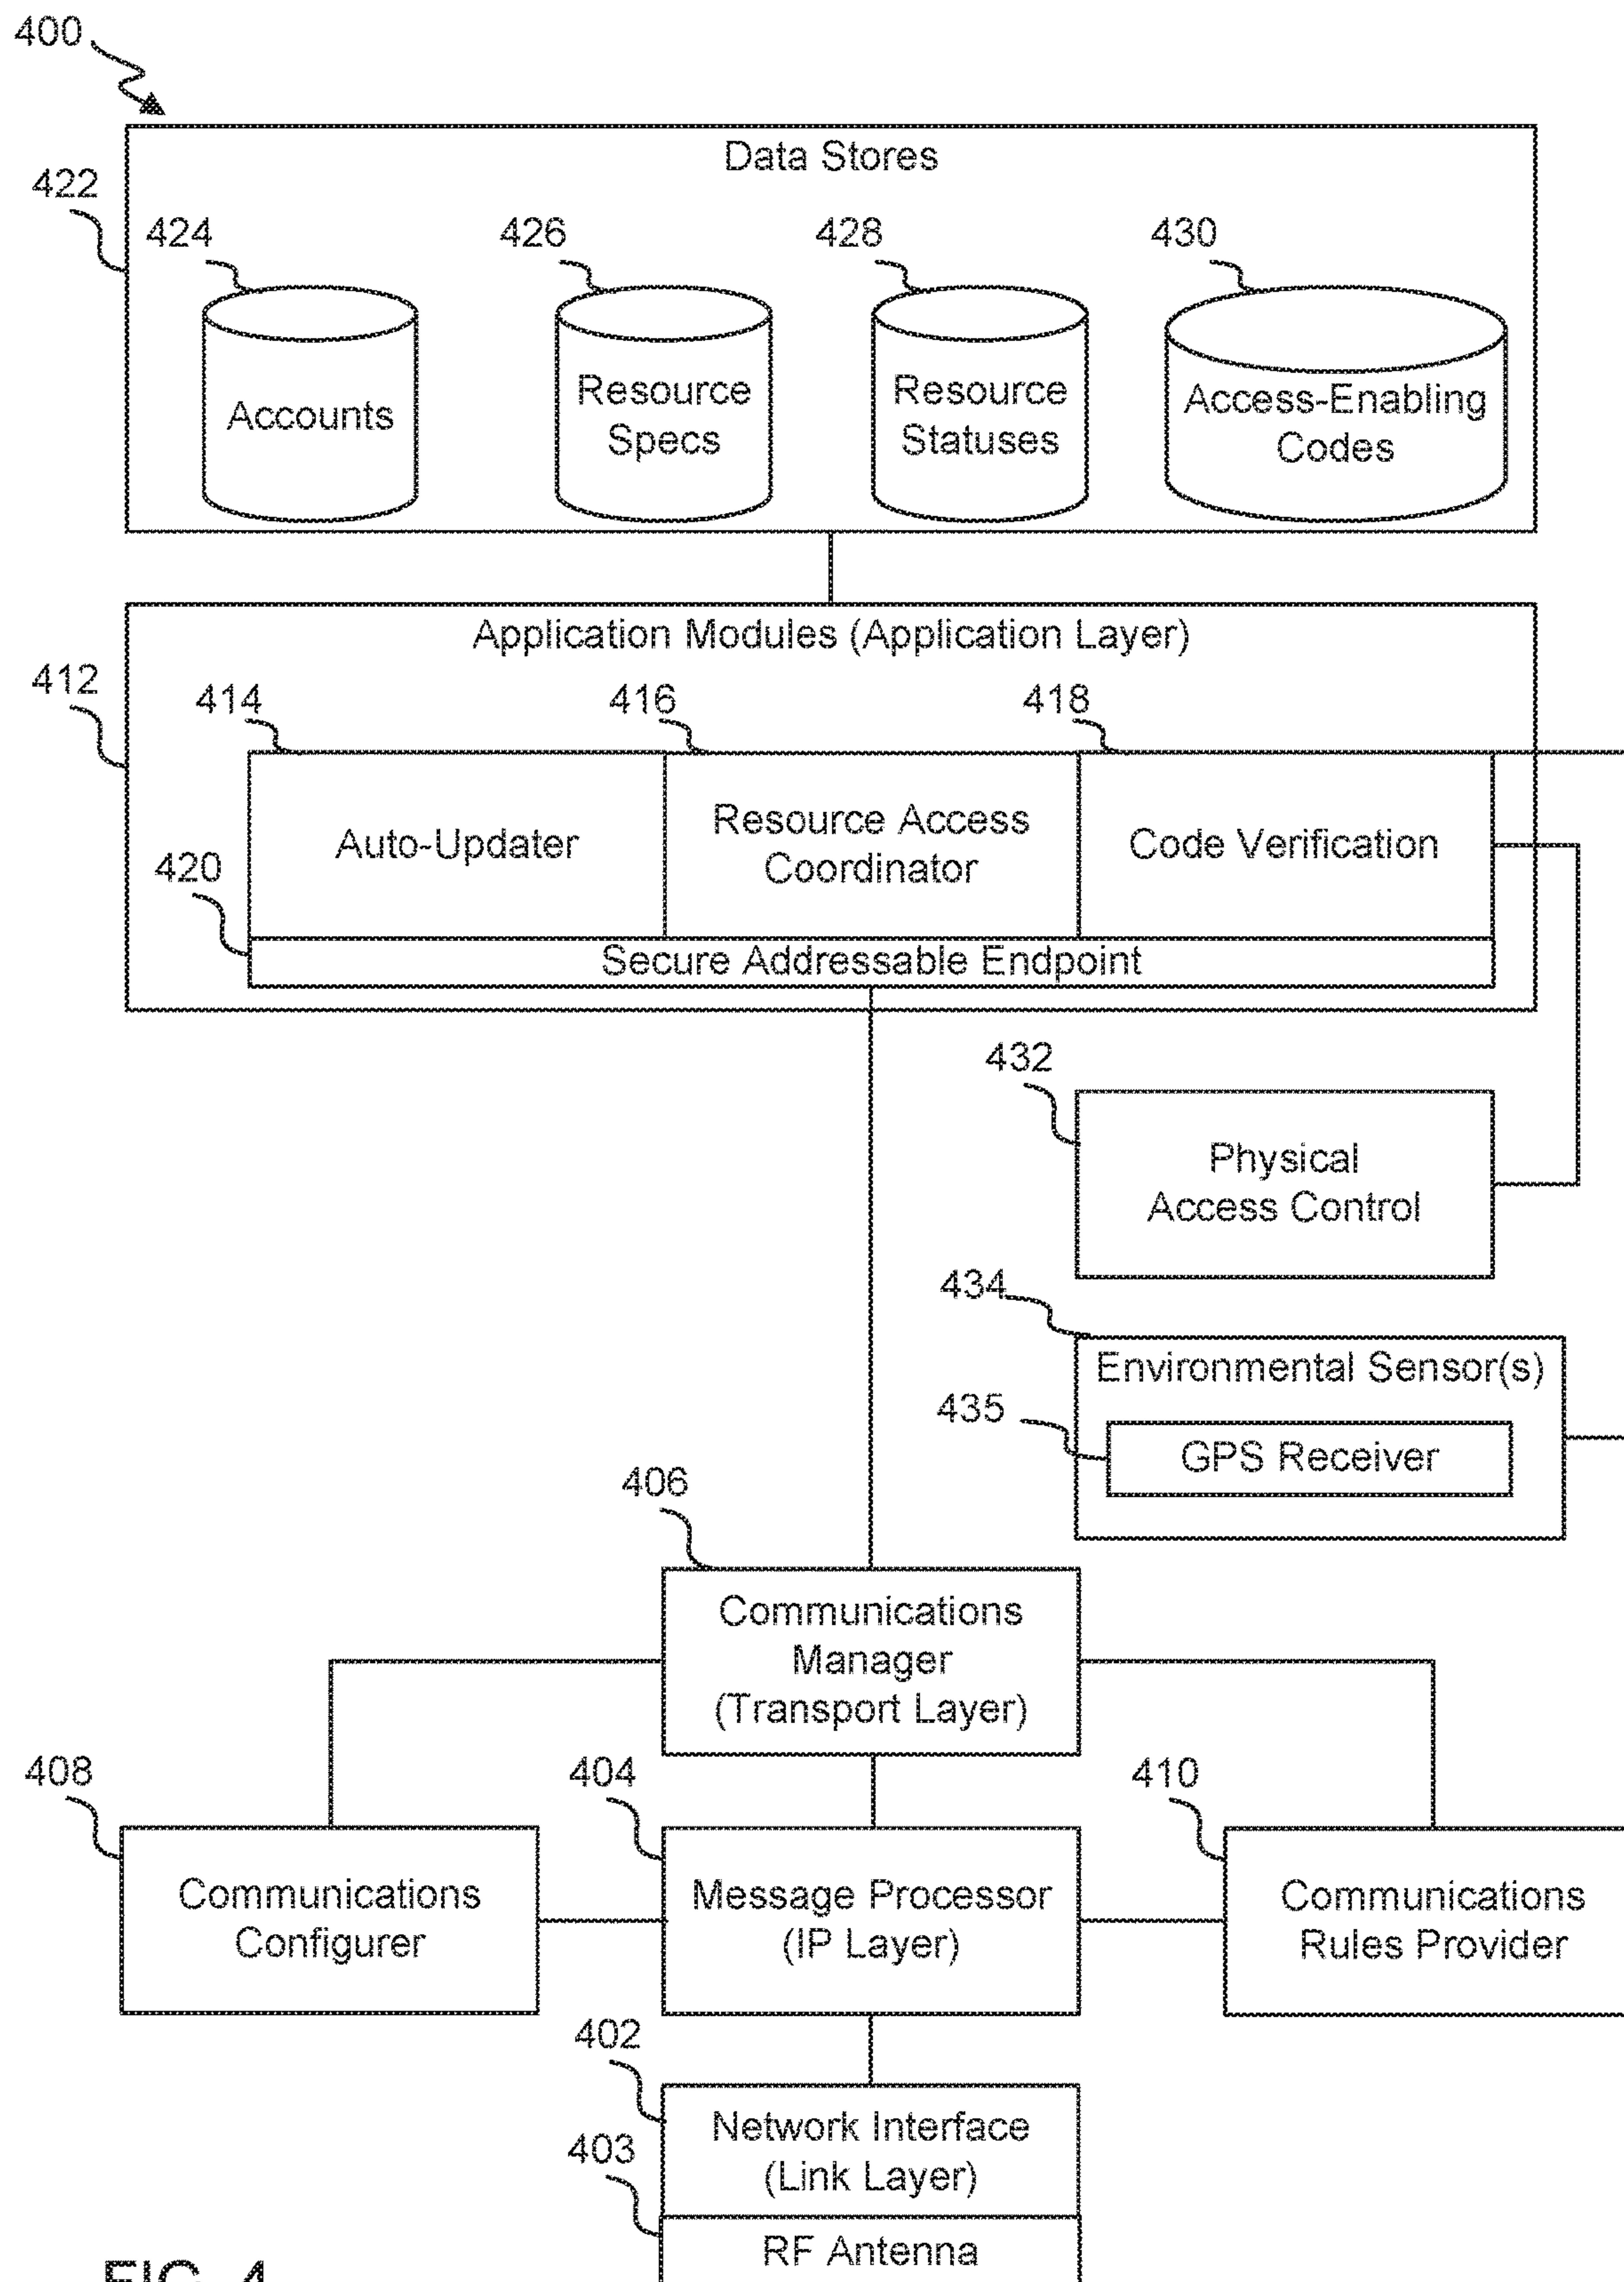 400
Data Stores
422
424
426
428
430
Accounts
Resource
Specs
Resource
Statuses
Access-Enabling
Codes
Application Modules (Application Layer)
412
414
416
418
Auto-Updater
Resource Access
Coordinator
Code Verification
420
Secure Addressable Endpoint
432
Physical
Access Control
434
Environmental Sensor(s)
435
GPS Receiver
406
Communications
Manager
(Transport Layer)
408
404
410
Communications
Configurer
Message Processor
(IP Layer)
Communications
Rules Provider
402
Network Interface
(Link Layer)
403
RF Antenna
FIG. 4